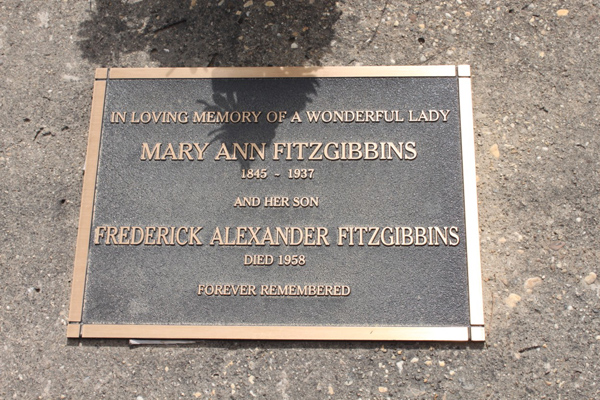 IN LOVING MEMORY OF A WONDERFUL LADY
MARY ANN FITZGIBBINS
1845 - 1937
AND HER SON
FREDERICK ALEXANDER FITZGIBBINS
DIED 1958
FOREVER REMEMBERED